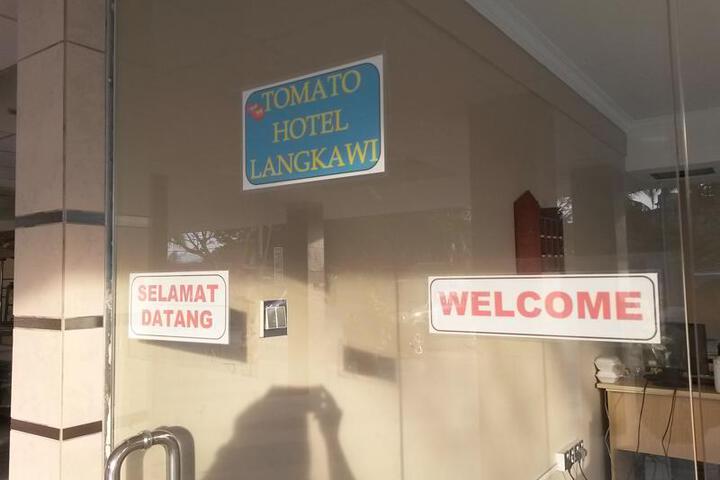 TOMATO
HOTEL
LANGKAWI
SELAMAT
DATANG
WELCOME